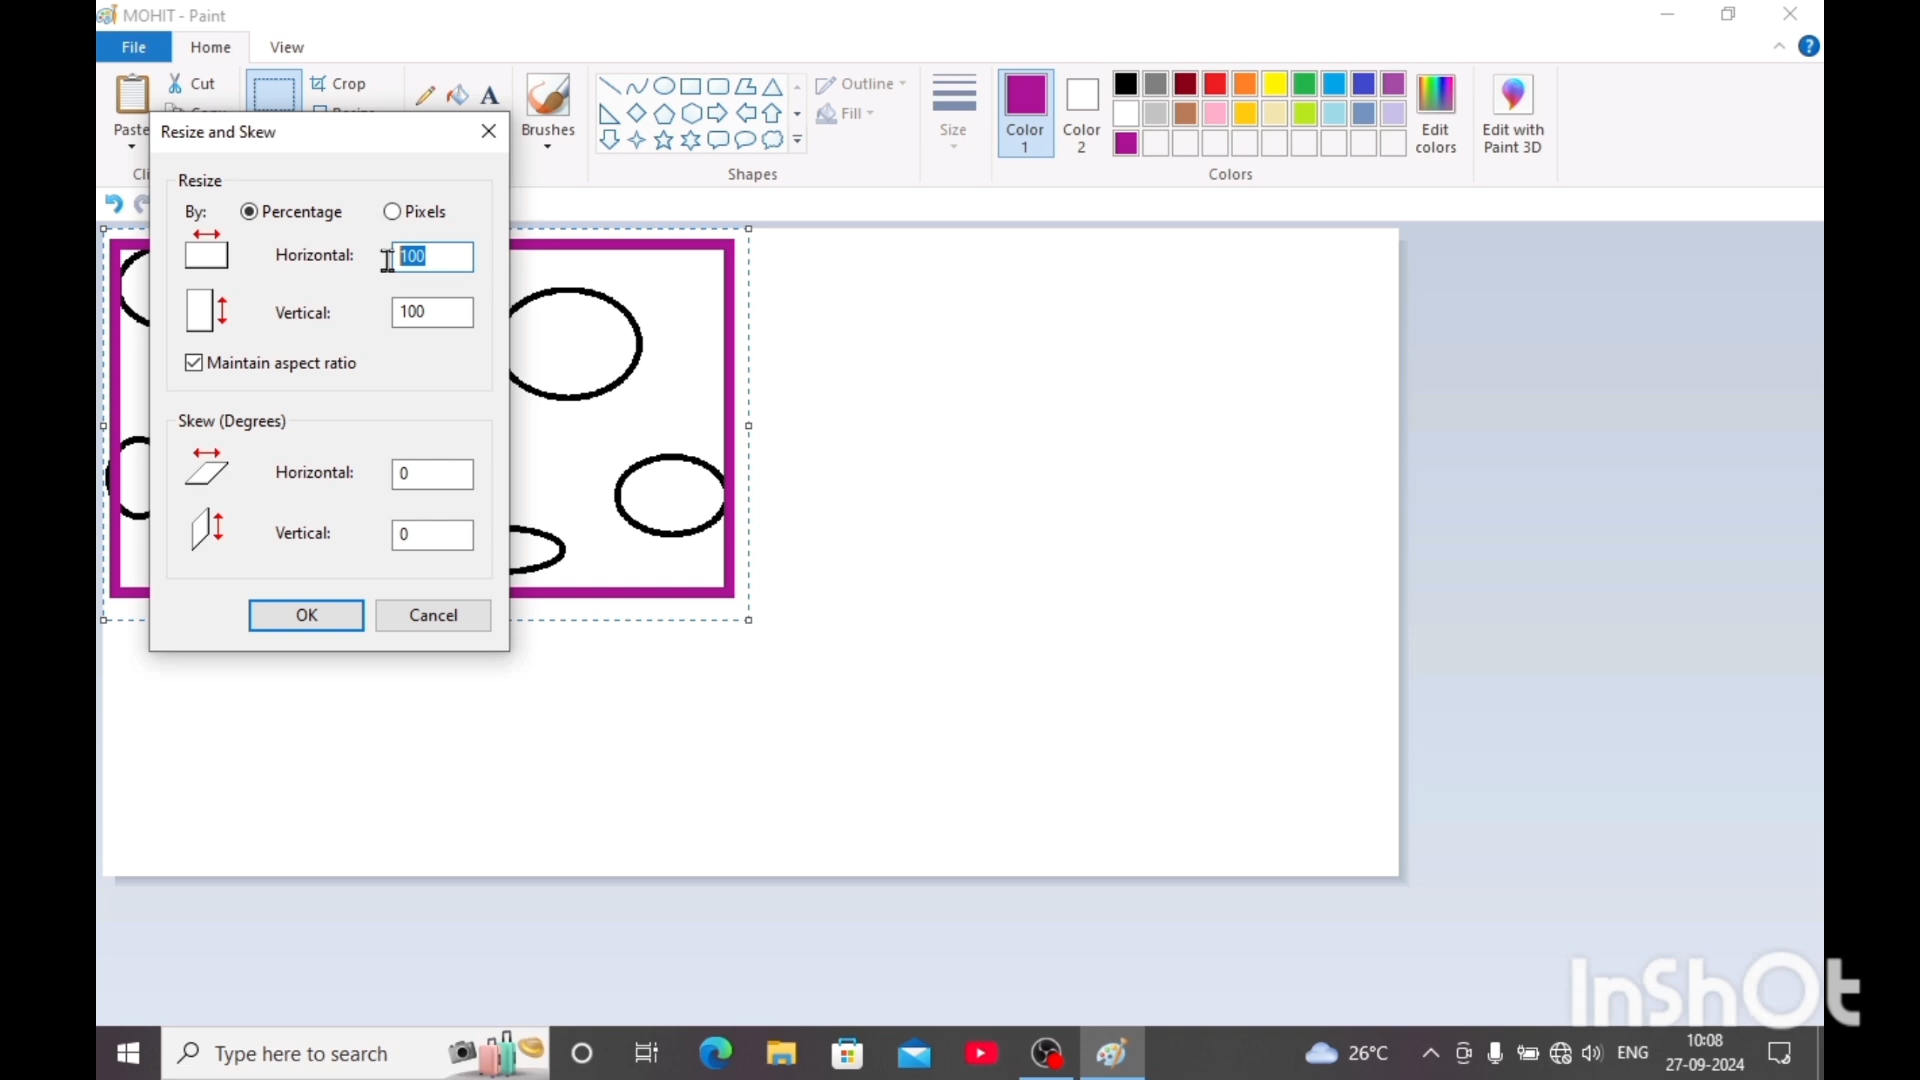 MOHIT - Paint
File Home View
Paste
Cut
Crop
Brushes
Outline
Fill
Shapes
Size
Color
1
Color
2
Edit
colors
Edit with
Paint 3D
Colors
Resize and Skew
Resize
By: Percentage Pixels
Horizontal: 100
Vertical: 100
Maintain aspect ratio
Skew (Degrees)
Horizontal: 0
Vertical: 0
OK Cancel
InShOt
Type here to search
26°C
ENG
10:08
27-09-2024